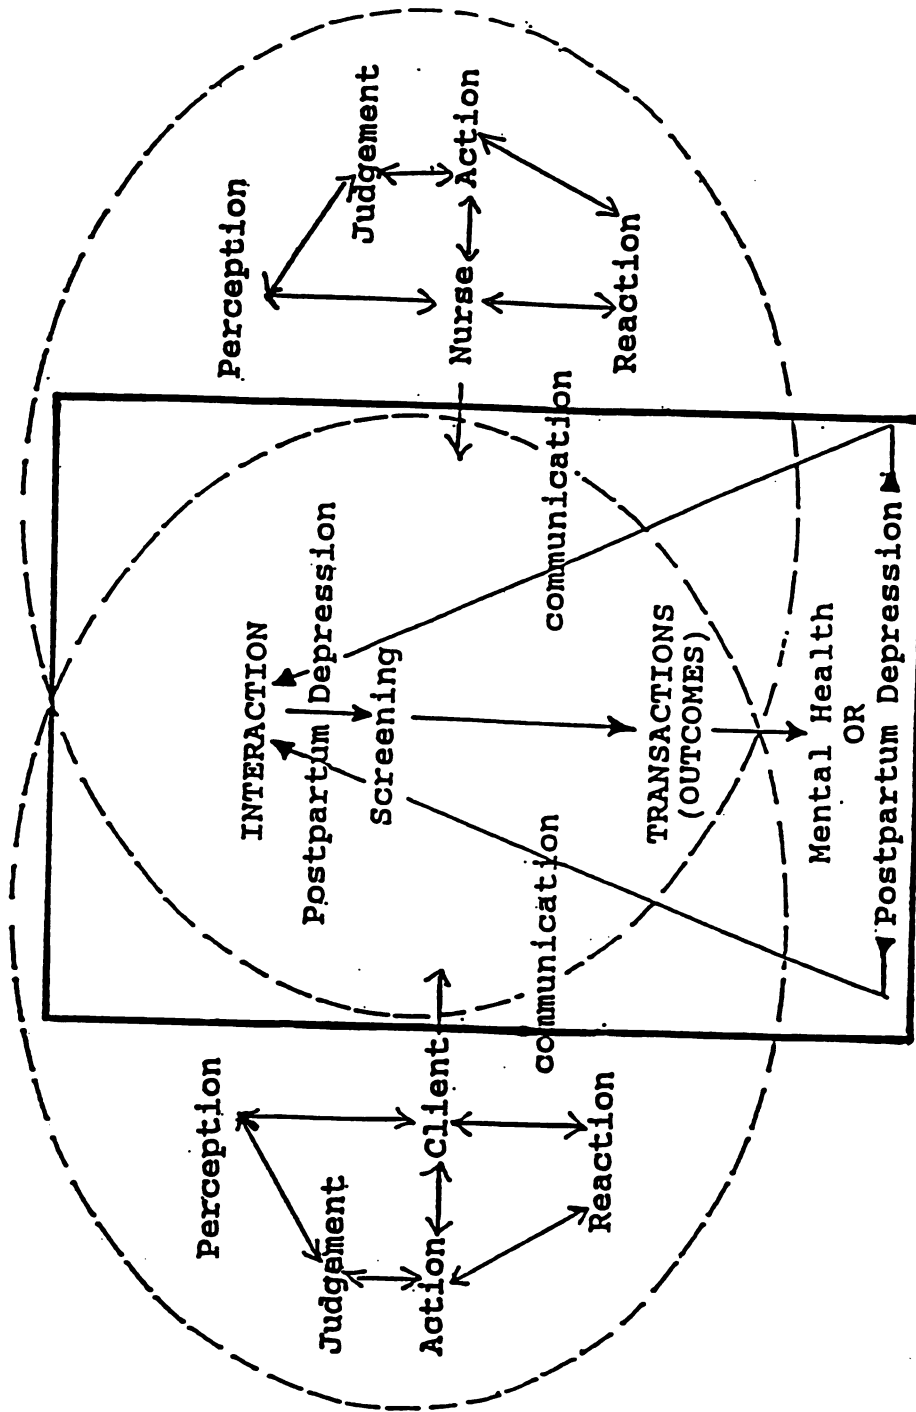 Perception
Judgement
Action
Client
Reaction
communication
INTERACTION
Postpartum Depression
Screening
TRANSACTIONS
(OUTCOMES)
Mental Health
OR
Postpartum Depression
communication
Perception
Judgement
Nurse
Action
Reaction